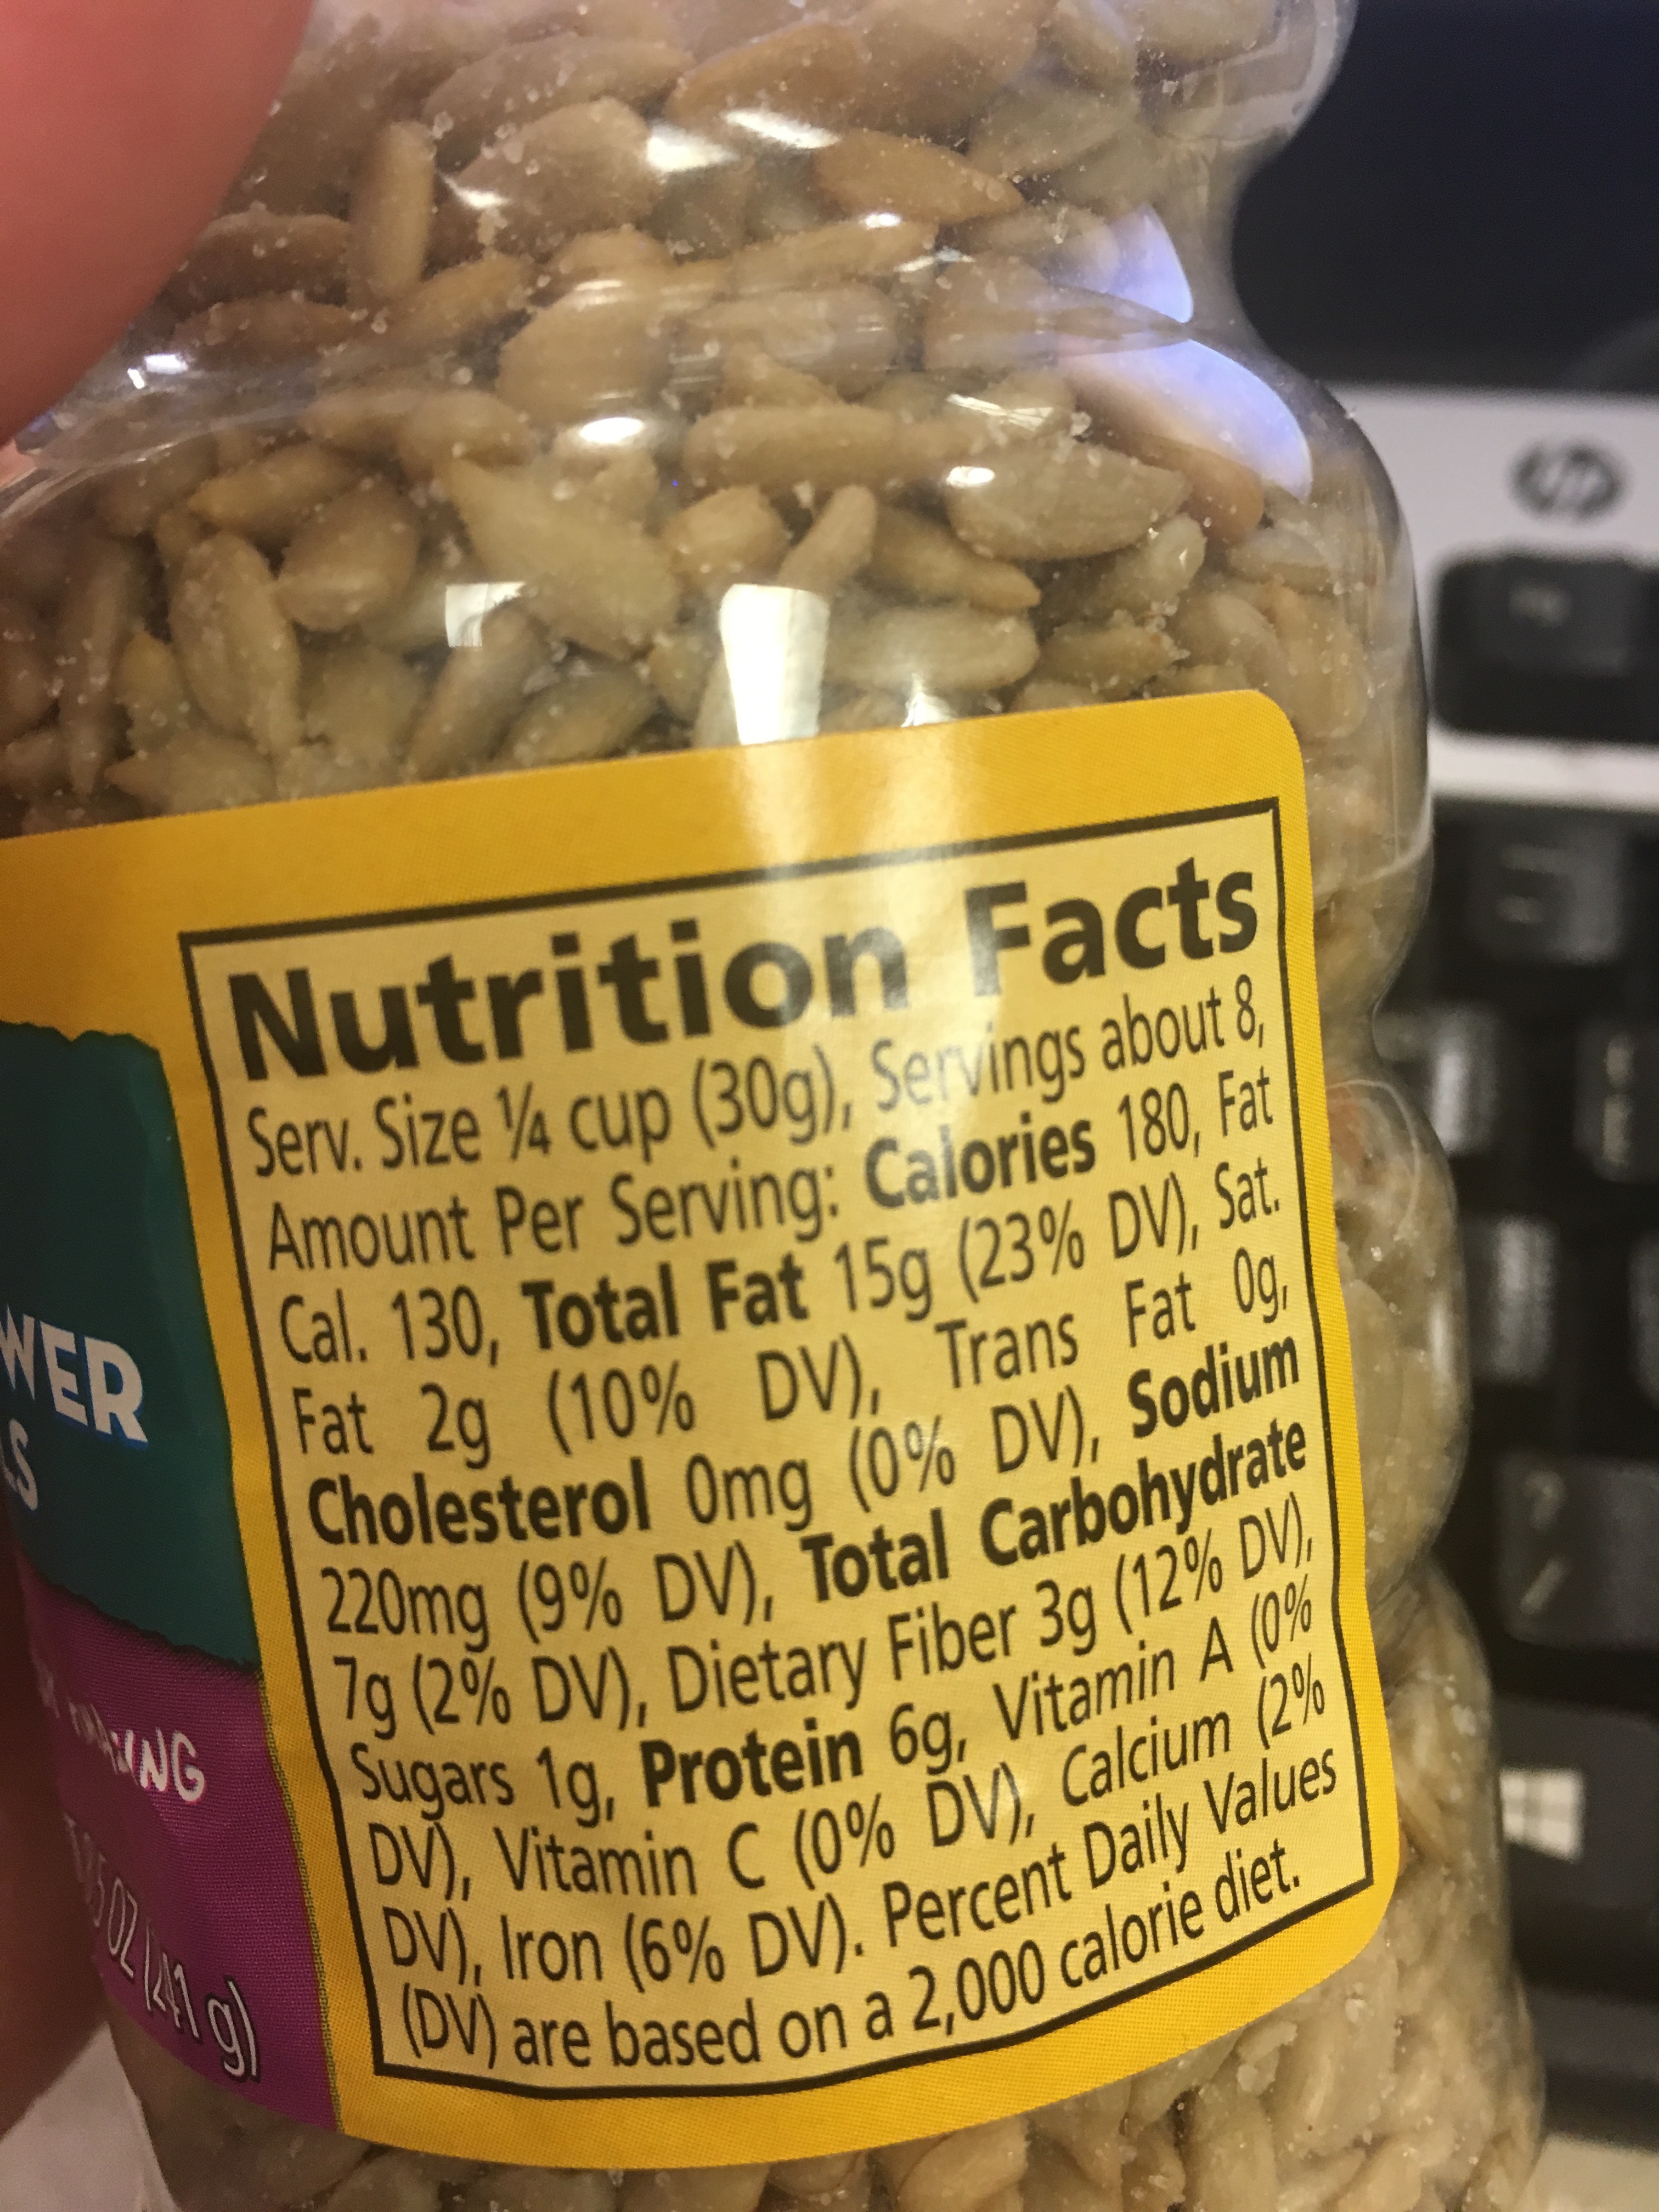 Nutrition Facts
Serv. Size ¼ cup (30g), Servings about 8,
Amount Per Serving: Calories 180, Fat
Cal. 130, Total Fat 15g (23% DV), Sat.
Fat 2g (10% DV), Trans Fat 0g,
Cholesterol 0mg (0% DV), Sodium
220mg (9% DV), Total Carbohydrate
7g (2% DV), Dietary Fiber 3g (12% DV),
Sugars 1g, Protein 6g, Vitamin A (0%
DV), Vitamin C (0% DV), Calcium (2%
DV), Iron (6% DV). Percent Daily Values
(DV) are based on a 2,000 calorie diet.
WER
LS
OZ (241 g)
hp